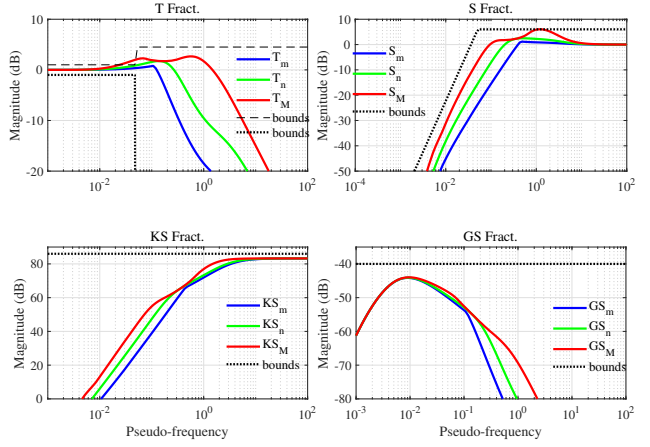 T Fract.
10
0
-10
-20
Magnitude (dB)
10^-2
10^0
10^2
T_m
T_n
T_M
bounds
bounds
S Fract.
0
-10
-20
-30
-40
-50
Magnitude (dB)
10^-4
10^-2
10^0
10^2
S_m
S_n
S_M
bounds
KS Fract.
80
60
40
20
0
Magnitude (dB)
10^-2
10^0
10^2
Pseudo-frequency
KS_m
KS_n
KS_M
bounds
GS Fract.
-40
-50
-60
-70
-80
Magnitude (dB)
10^-3
10^-2
10^-1
10^0
10^1
10^2
Pseudo-frequency
GS_m
GS_n
GS_M
bounds